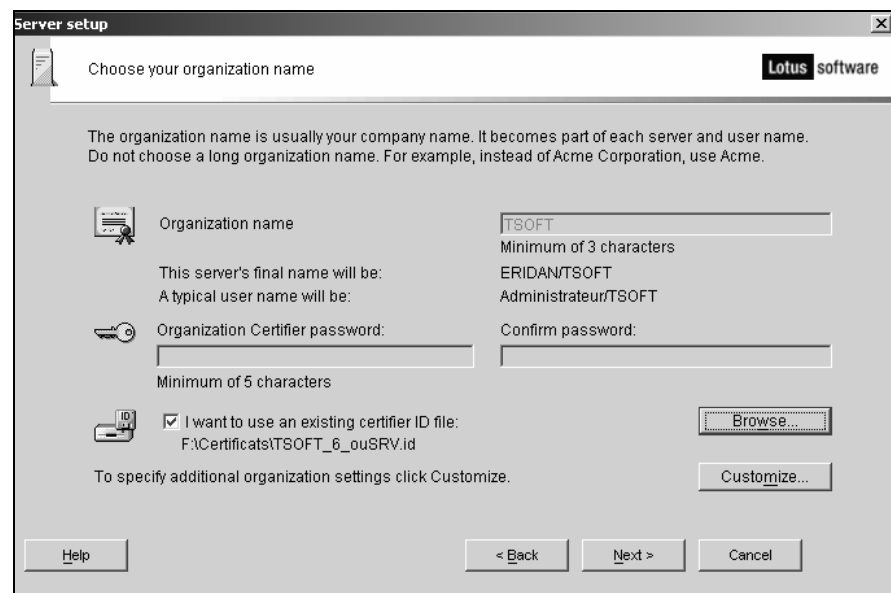 Server setup
Choose your organization name
Lotus software
The organization name is usually your company name. It becomes part of each server and user name.
Do not choose a long organization name. For example, instead of Acme Corporation, use Acme.
Organization name
TSOFT
Minimum of 3 characters
This server's final name will be: ERIDAN/TSOFT
A typical user name will be: Administrateur/TSOFT
Organization Certifier password: Confirm password:
Minimum of 5 characters
I want to use an existing certifier ID file: Browse...
F:\Certificats\TSOFT_6_ouSRV.id
To specify additional organization settings click Customize. Customize...
Help < Back Next > Cancel